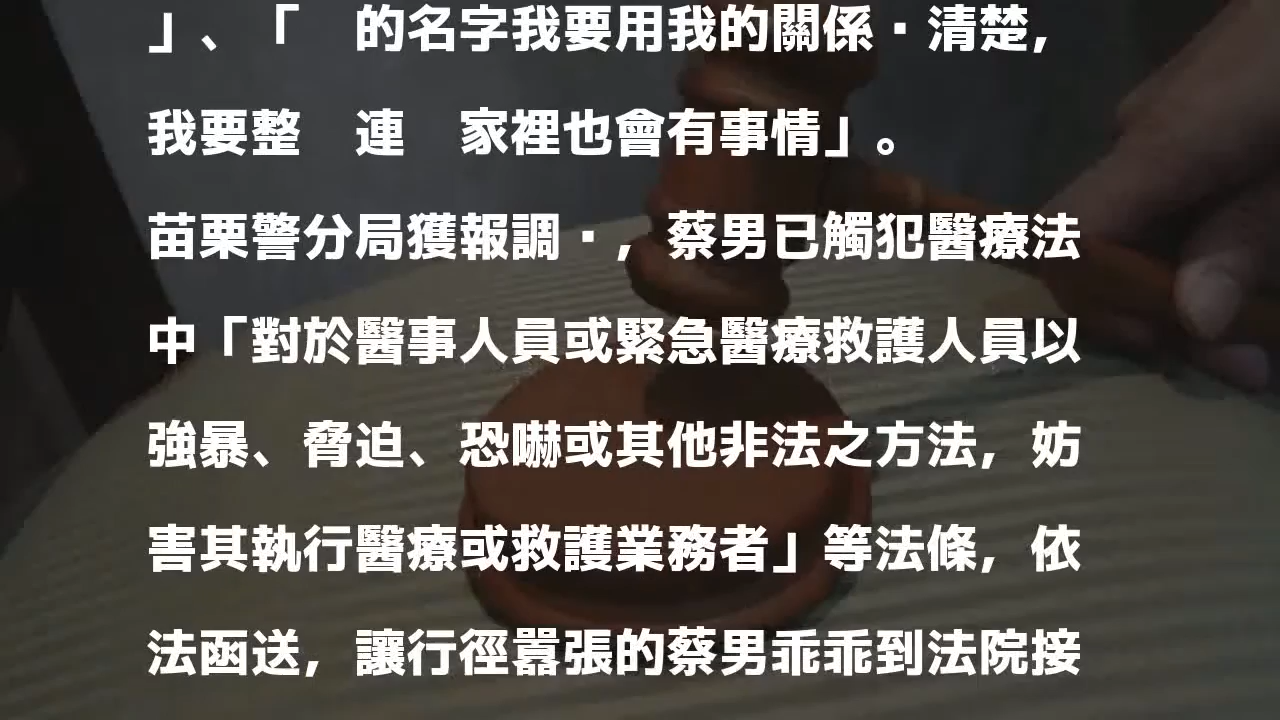 」、「　的名字我要用我的關係·清楚，
我要整　連　家裡也會有事情」。
苗栗警分局獲報調·，蔡男已觸犯醫療法
中「對於醫事人員或緊急醫療救護人員以
強暴、脅迫、恐嚇或其他非法之方法，妨
害其執行醫療或救護業務者」等法條，依
法函送，讓行徑囂張的蔡男乖乖到法院接